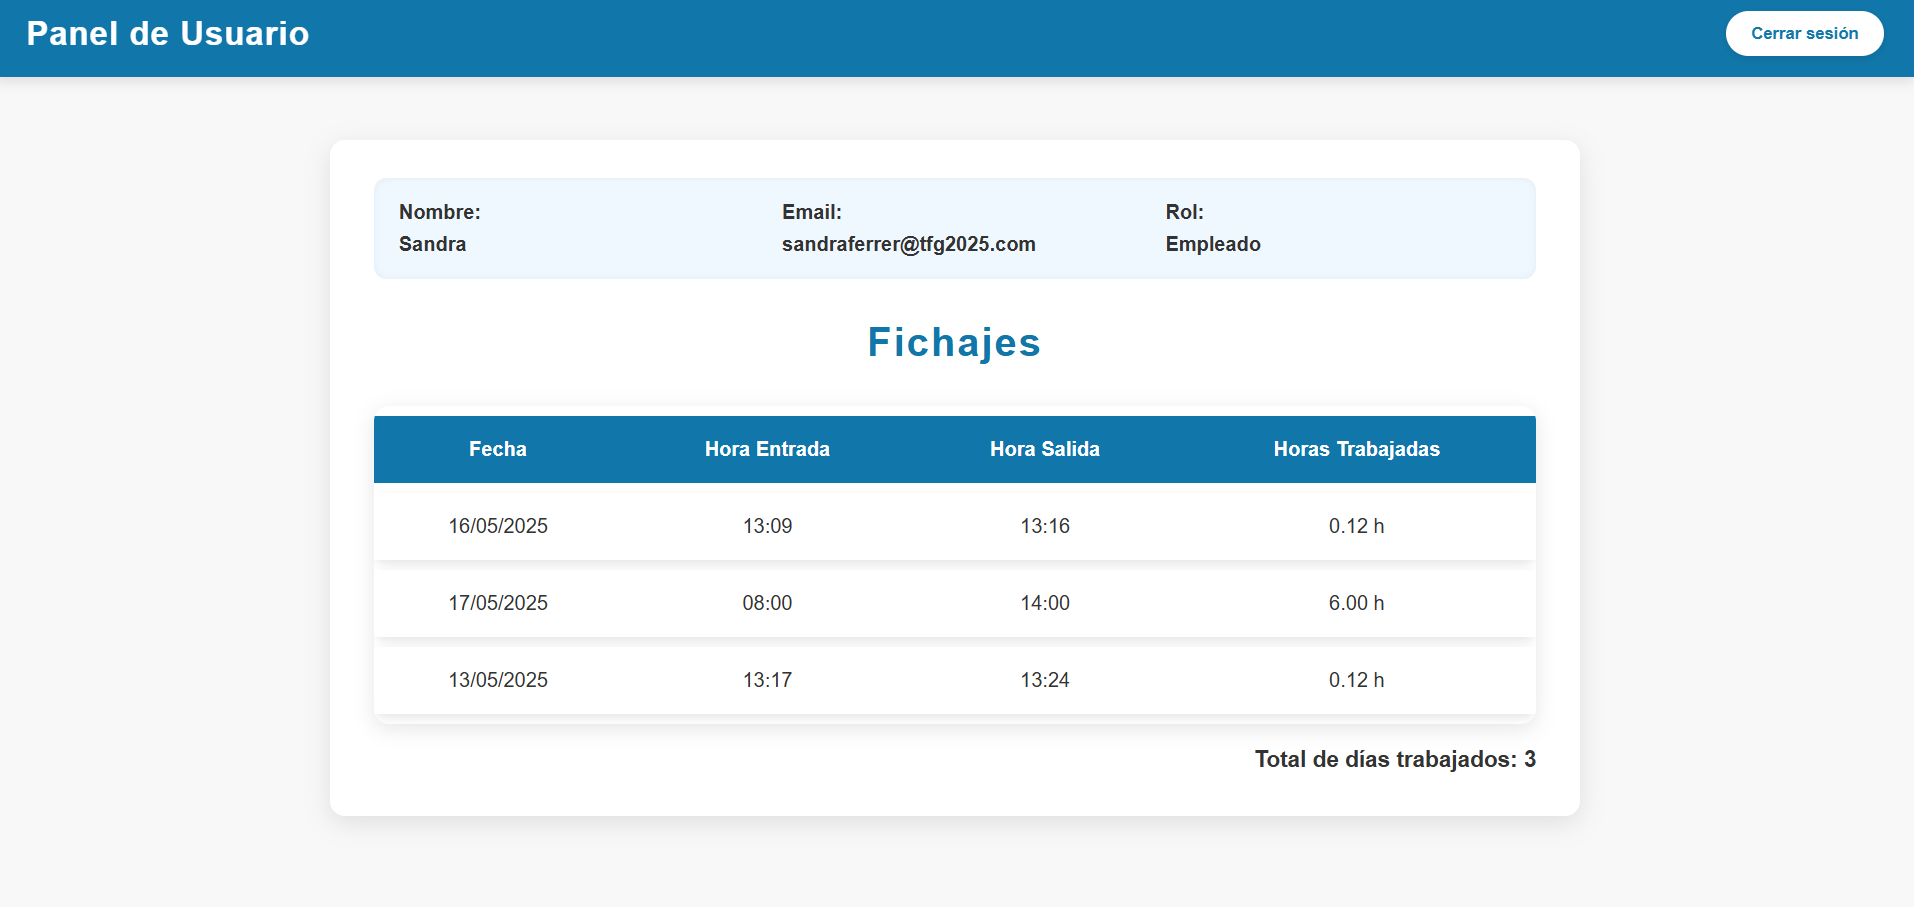 Panel de Usuario
Cerrar sesión
Nombre: Email: Rol:
Sandra sandraferrer@tfg2025.com Empleado
Fichajes
Fecha Hora Entrada Hora Salida Horas Trabajadas
16/05/2025 13:09 13:16 0.12 h
17/05/2025 08:00 14:00 6.00 h
13/05/2025 13:17 13:24 0.12 h
Total de días trabajados: 3